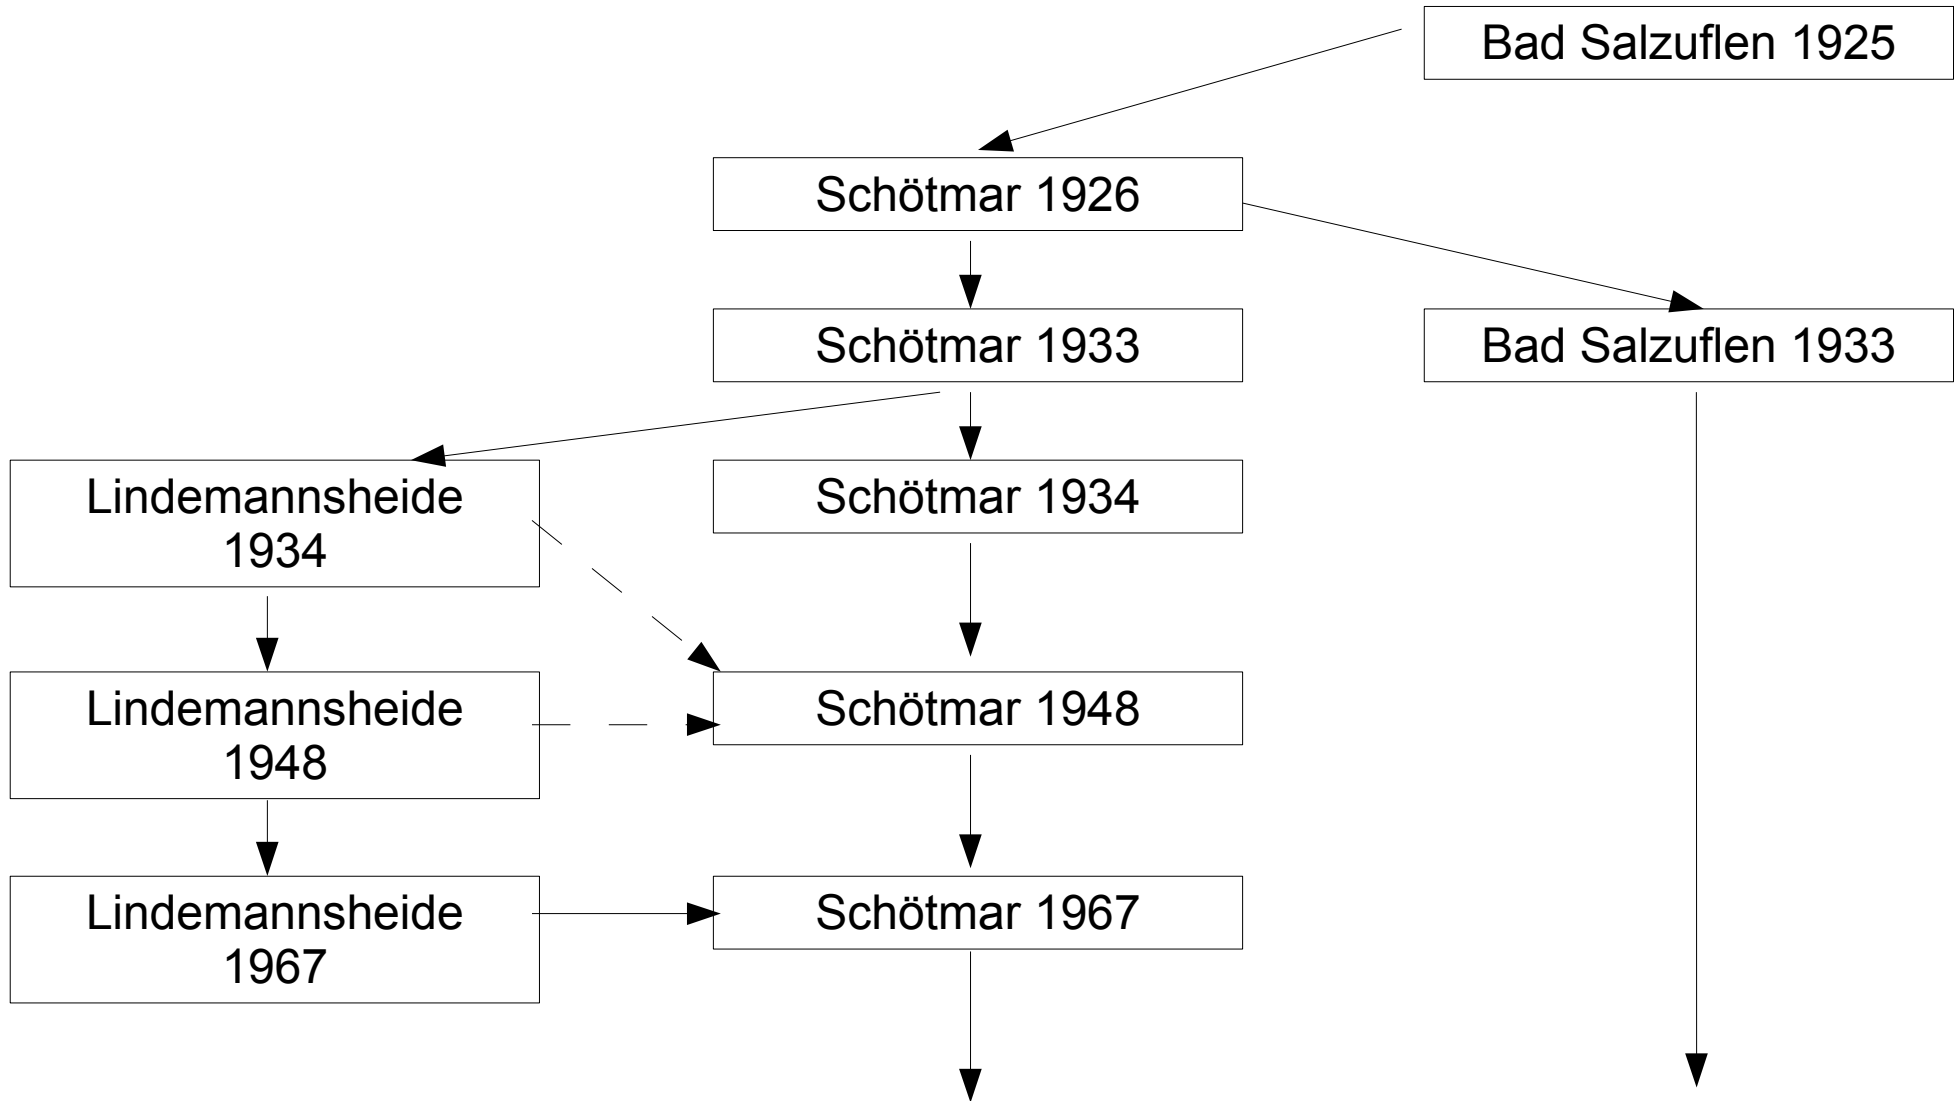 Bad Salzuflen 1925
Schötmar 1926
Schötmar 1933
Bad Salzuflen 1933
Lindemannsheide
1934
Schötmar 1934
Lindemannsheide
1948
Schötmar 1948
Lindemannsheide
1967
Schötmar 1967